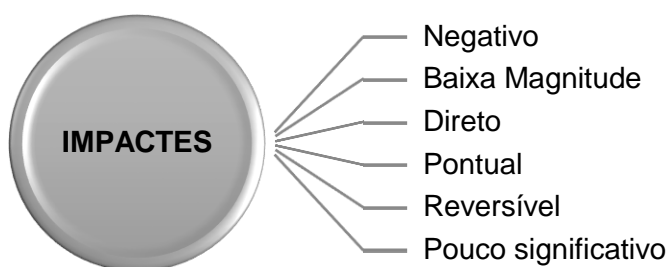 IMPACTES
Negativo
Baixa Magnitude
Direto
Pontual
Reversível
Pouco significativo